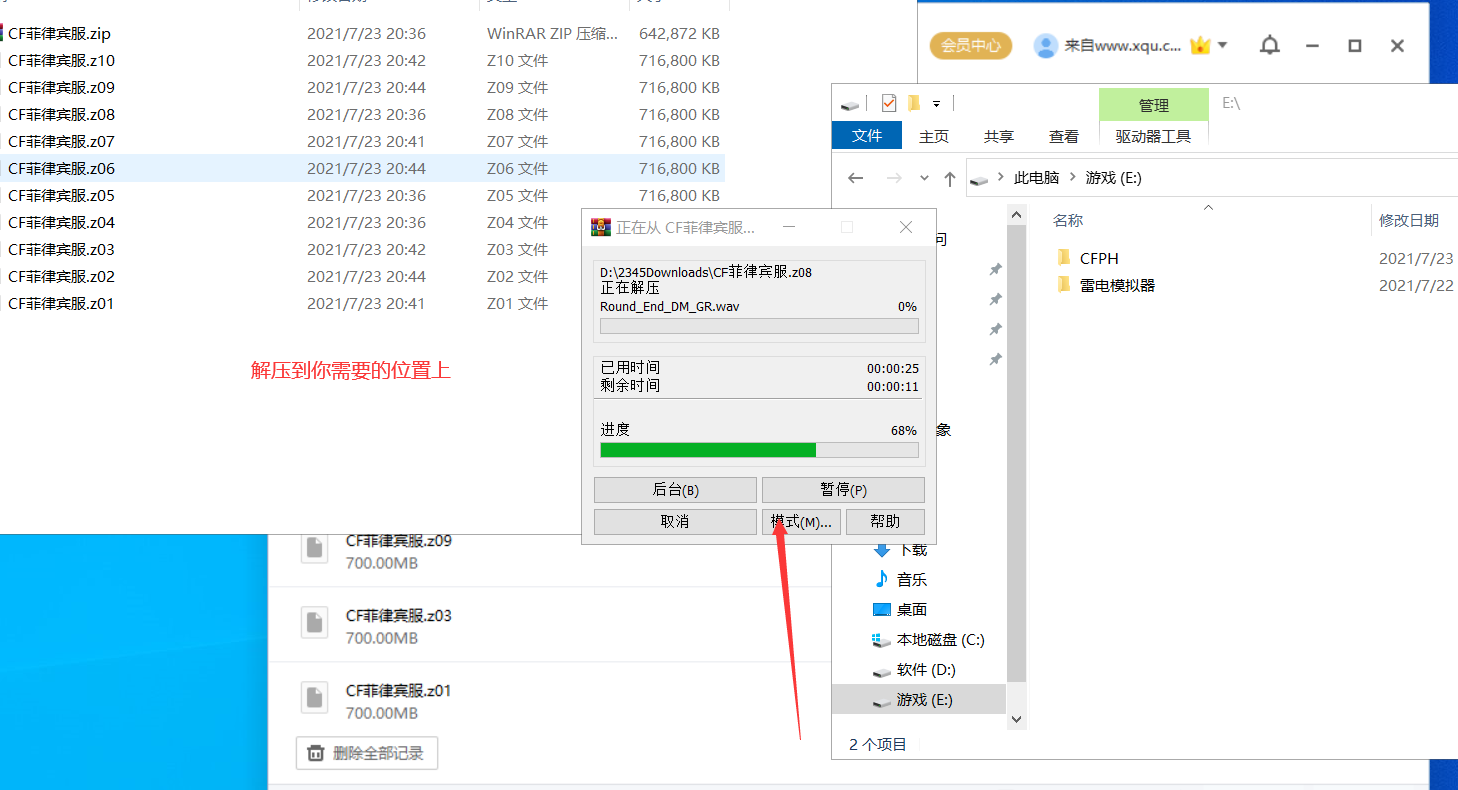 CF菲律宾服.zip 2021/7/23 20:36 WinRAR ZIP 压缩... 642,872 KB
CF菲律宾服.z10 2021/7/23 20:42 Z10 文件 716,800 KB
CF菲律宾服.z09 2021/7/23 20:44 Z09 文件 716,800 KB
CF菲律宾服.z08 2021/7/23 20:36 Z08 文件 716,800 KB
CF菲律宾服.z07 2021/7/23 20:41 Z07 文件 716,800 KB
CF菲律宾服.z06 2021/7/23 20:44 Z06 文件 716,800 KB
CF菲律宾服.z05 2021/7/23 20:36 Z05 文件 716,800 KB
CF菲律宾服.z04 2021/7/23 20:36 Z04 文件
CF菲律宾服.z03 2021/7/23 20:42 Z03 文件
CF菲律宾服.z02 2021/7/23 20:44 Z02 文件
CF菲律宾服.z01 2021/7/23 20:41 Z01 文件
解压到你需要的位置上
正在从 CF菲律宾服...
D:\2345Downloads\CF菲律宾服.z08
正在解压
Round_End_DM_GR.wav 0%
已用时间 00:00:25
剩余时间 00:00:11
进度 68%
后台(B) 暂停(P)
取消 模式(M)... 帮助
CF菲律宾服.z09
700.00MB
CF菲律宾服.z03
700.00MB
CF菲律宾服.z01
700.00MB
删除全部记录
会员中心 来自www.xqu.c...
管理 E:\
文件 主页 共享 查看 驱动器工具
此电脑 游戏 (E:)
名称 修改日期
CFPH 2021/7/23
雷电模拟器 2021/7/22
问
象
下载
音乐
桌面
本地磁盘 (C:)
软件 (D:)
游戏 (E:)
2 个项目